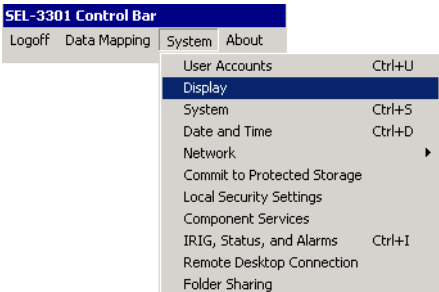 SEL-3301 Control Bar
Logoff Data Mapping System About
User Accounts Ctrl+U
Display
System Ctrl+S
Date and Time Ctrl+D
Network
Commit to Protected Storage
Local Security Settings
Component Services
IRIG, Status, and Alarms Ctrl+I
Remote Desktop Connection
Folder Sharing